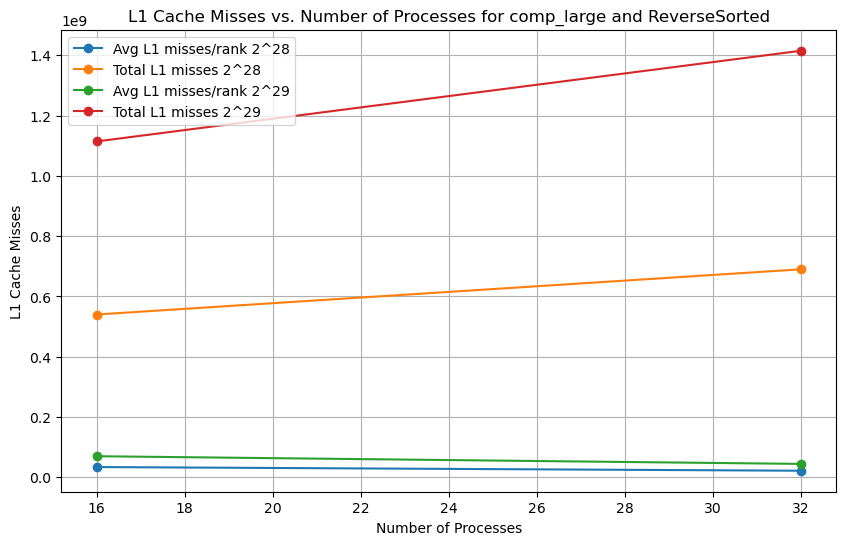 L1 Cache Misses vs. Number of Processes for comp_large and ReverseSorted
1e9
Avg L1 misses/rank 2^28
Total L1 misses 2^28
Avg L1 misses/rank 2^29
Total L1 misses 2^29
L1 Cache Misses
1.4
1.2
1.0
0.8
0.6
0.4
0.2
0.0
16 18 20 22 24 26 28 30 32
Number of Processes